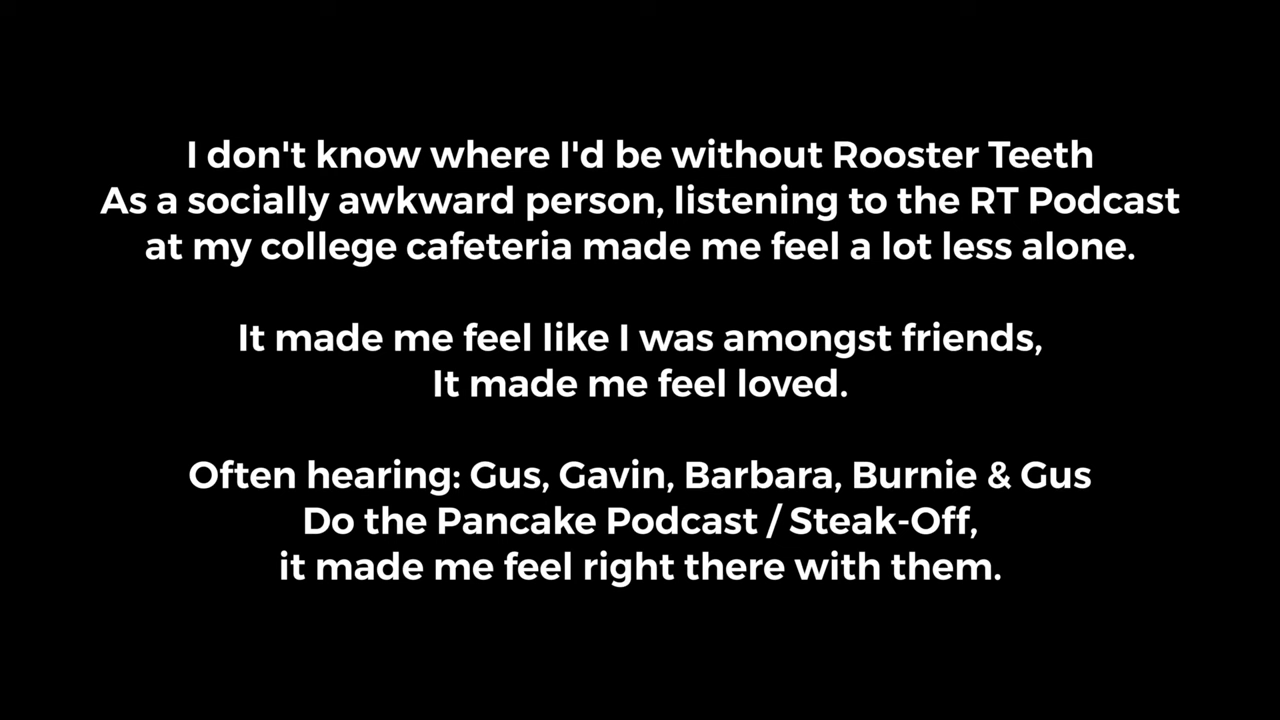 I don't know where I'd be without Rooster Teeth
As a socially awkward person, listening to the RT Podcast
at my college cafeteria made me feel a lot less alone.
It made me feel like I was amongst friends,
It made me feel loved.
Often hearing: Gus, Gavin, Barbara, Burnie & Gus
Do the Pancake Podcast / Steak-Off,
it made me feel right there with them.